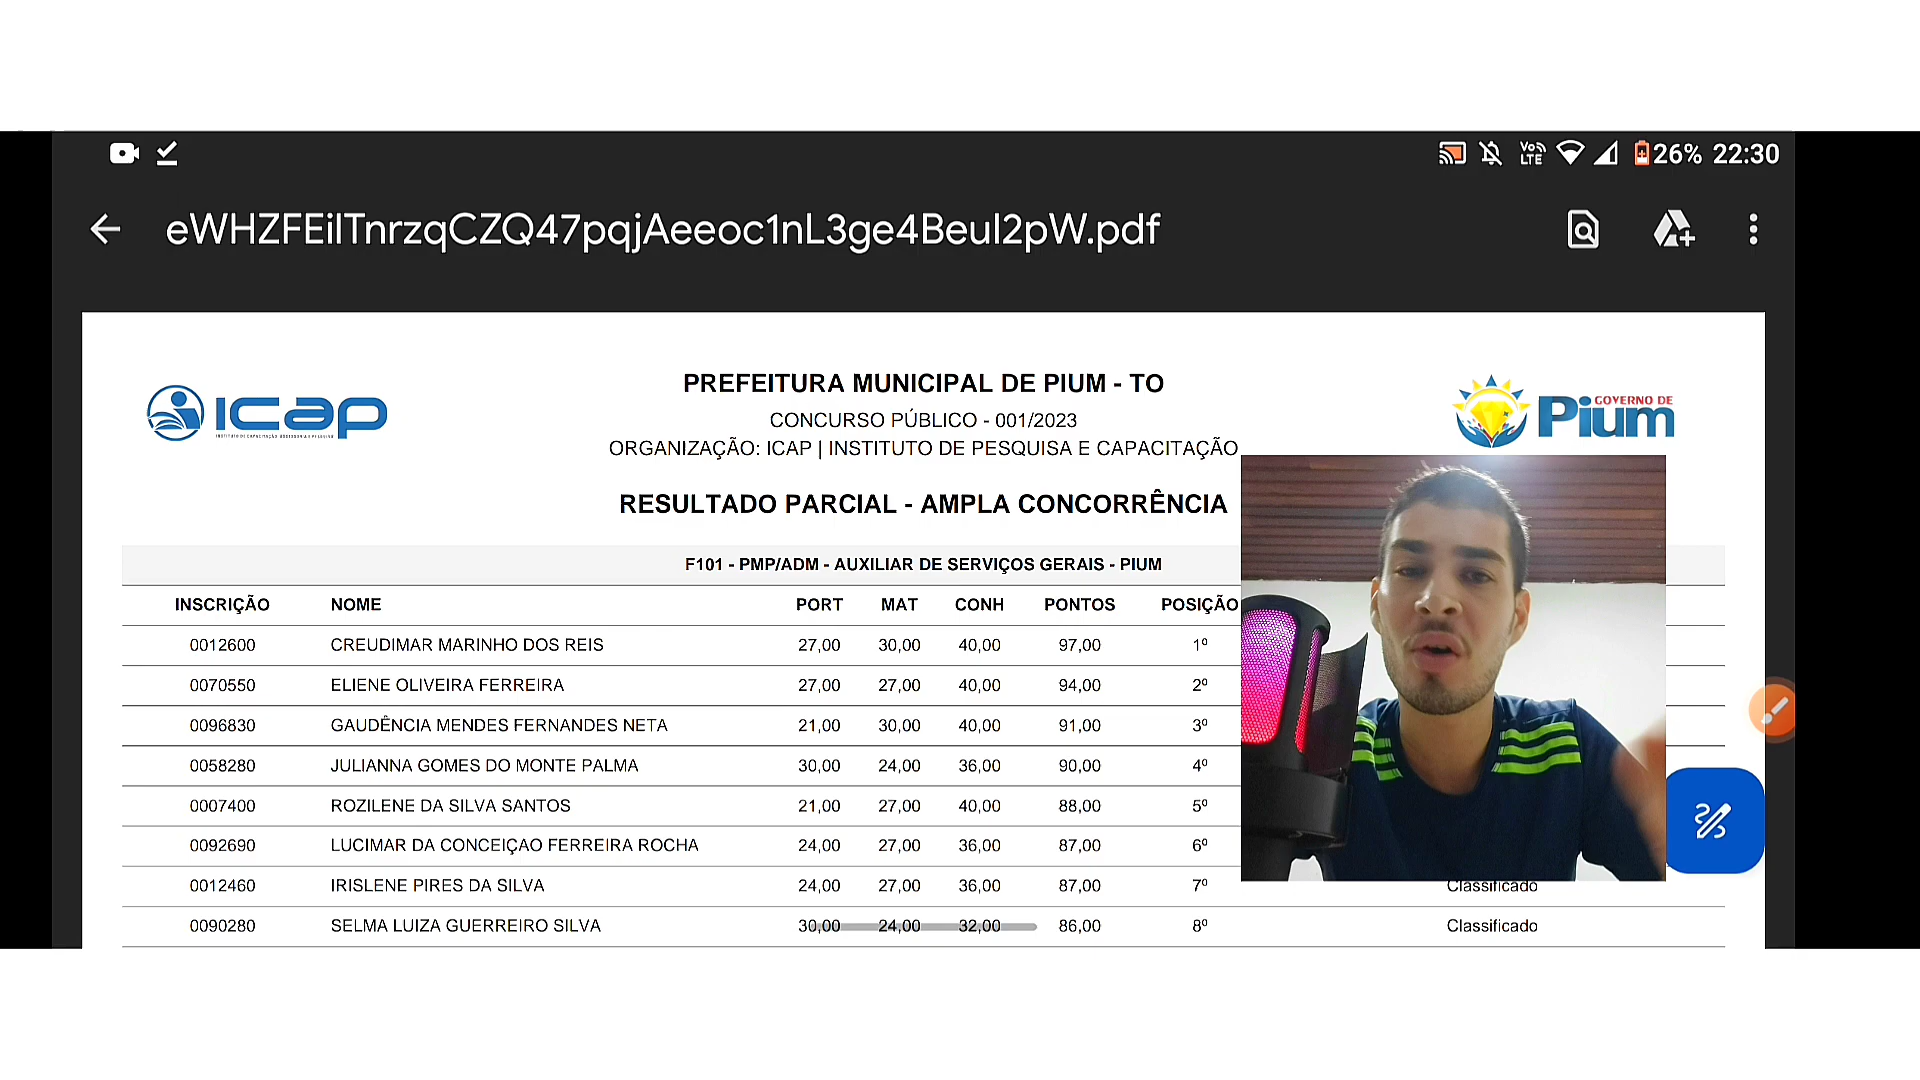 26% 22:30
eWHZFEilTnrzqCZQ47pqjAeeoc1nL3ge4Beul2pW.pdf
PREFEITURA MUNICIPAL DE PIUM - TO
CONCURSO PÚBLICO - 001/2023
ORGANIZAÇÃO: ICAP | INSTITUTO DE PESQUISA E CAPACITAÇÃO
ICAP
GOVERNO DE
Pium
RESULTADO PARCIAL - AMPLA CONCORRÊNCIA
F101 - PMP/ADM - AUXILIAR DE SERVIÇOS GERAIS - PIUM
INSCRIÇÃO NOME PORT MAT CONH PONTOS POSIÇÃO
0012600 CREUDIMAR MARINHO DOS REIS 27,00 30,00 40,00 97,00 1º
0070550 ELIENE OLIVEIRA FERREIRA 27,00 27,00 40,00 94,00 2º
0096830 GAUDÊNCIA MENDES FERNANDES NETA 21,00 30,00 40,00 91,00 3º
0058280 JULIANNA GOMES DO MONTE PALMA 30,00 24,00 36,00 90,00 4º
0007400 ROZILENE DA SILVA SANTOS 21,00 27,00 40,00 88,00 5º
0092690 LUCIMAR DA CONCEIÇAO FERREIRA ROCHA 24,00 27,00 36,00 87,00 6º
0012460 IRISLENE PIRES DA SILVA 24,00 27,00 36,00 87,00 7º Classificado
0090280 SELMA LUIZA GUERREIRO SILVA 30,00 24,00 32,00 86,00 8º Classificado